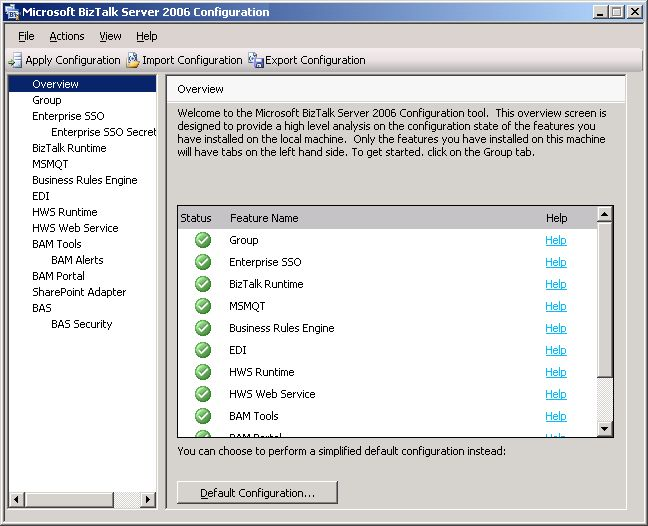 Microsoft BizTalk Server 2006 Configuration
File Actions View Help
Apply Configuration Import Configuration Export Configuration
Overview
Group
Enterprise SSO
Enterprise SSO Secret
BizTalk Runtime
MSMQT
Business Rules Engine
EDI
HWS Runtime
HWS Web Service
BAM Tools
BAM Alerts
BAM Portal
SharePoint Adapter
BAS
BAS Security
Overview
Welcome to the Microsoft BizTalk Server 2006 Configuration tool. This overview screen is
designed to provide a high level analysis on the configuration state of the features you
have installed on the local machine. Only the features you have installed on this machine
will have tabs on the left hand side. To get started, click on the Group tab.
Status Feature Name Help
Group Help
Enterprise SSO Help
BizTalk Runtime Help
MSMQT Help
Business Rules Engine Help
EDI Help
HWS Runtime Help
HWS Web Service Help
BAM Tools Help
BAM Portal Help
You can choose to perform a simplified default configuration instead:
Default Configuration...